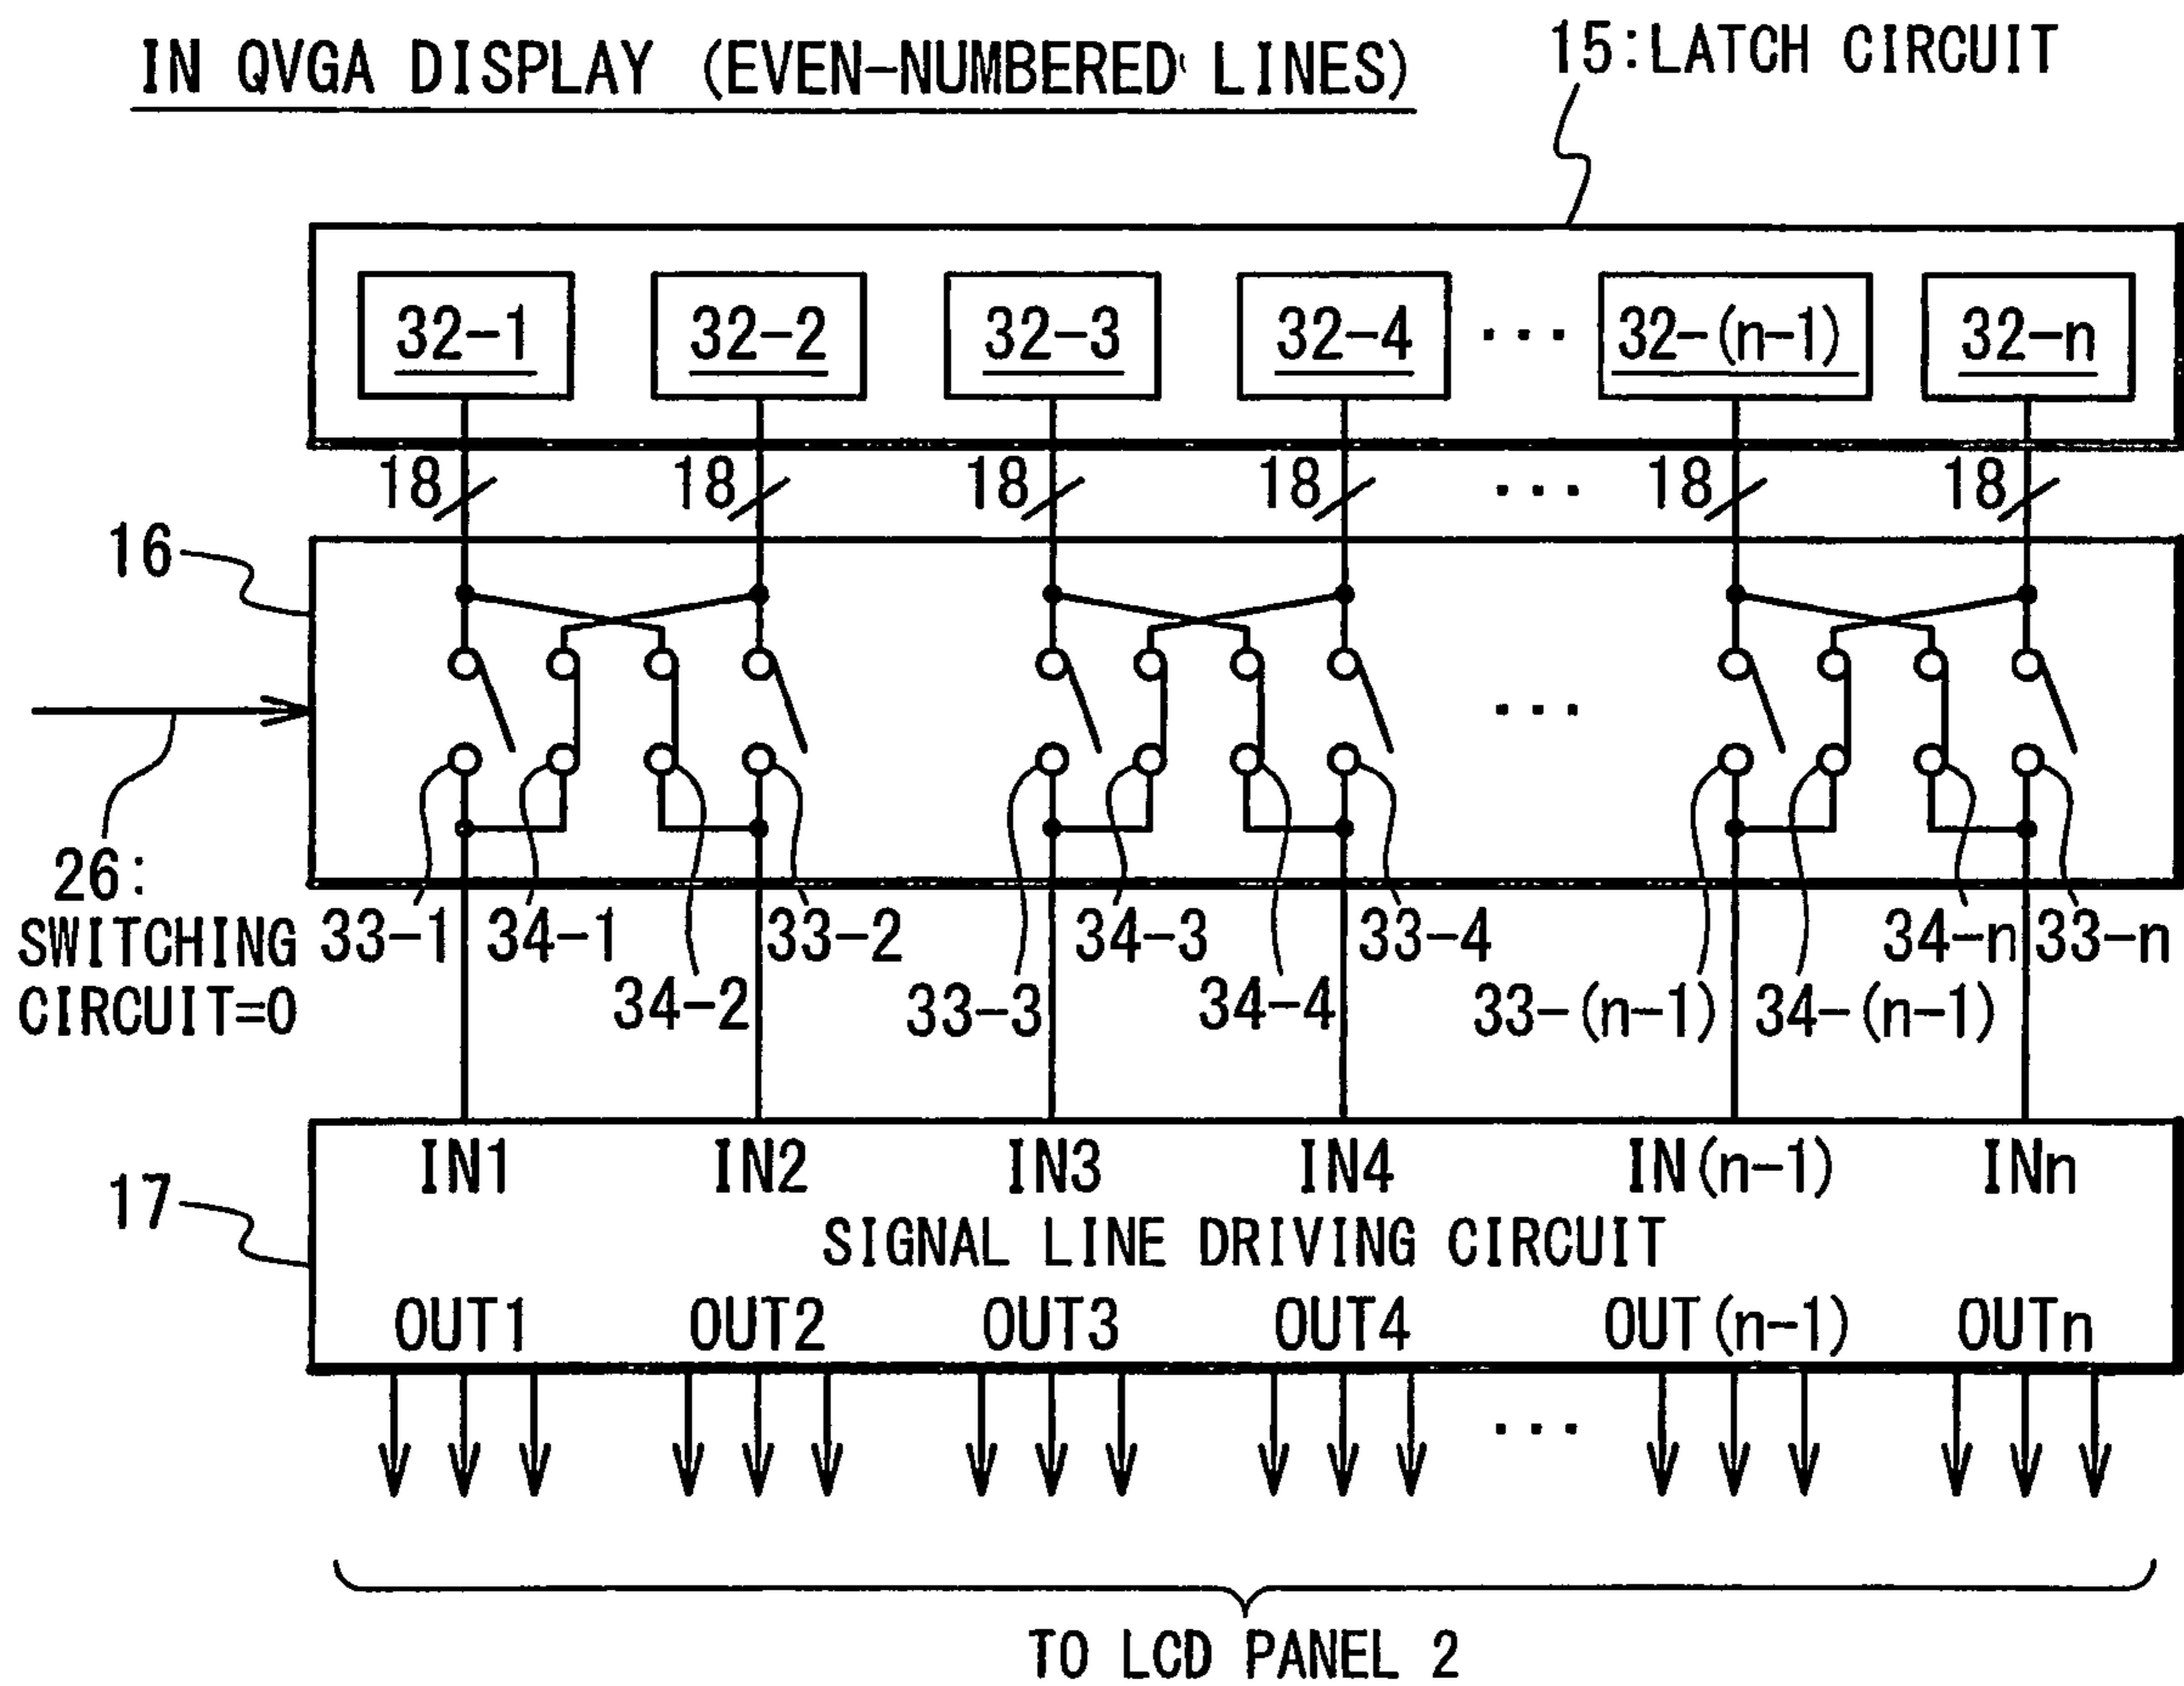 IN QVGA DISPLAY (EVEN-NUMBERED LINES)
15:LATCH CIRCUIT
32-1 32-2 32-3 32-4 ... 32-(n-1) 32-n
18 18 18 18 ... 18 18
16
...
26:
SWITCHING
CIRCUIT=0
33-1 34-1 33-2 34-3 33-4 34-n 33-n
34-2 33-3 34-4 33-(n-1) 34-(n-1)
IN1 IN2 IN3 IN4 IN(n-1) INn
17
SIGNAL LINE DRIVING CIRCUIT
OUT1 OUT2 OUT3 OUT4 OUT(n-1) OUTn
...
TO LCD PANEL 2